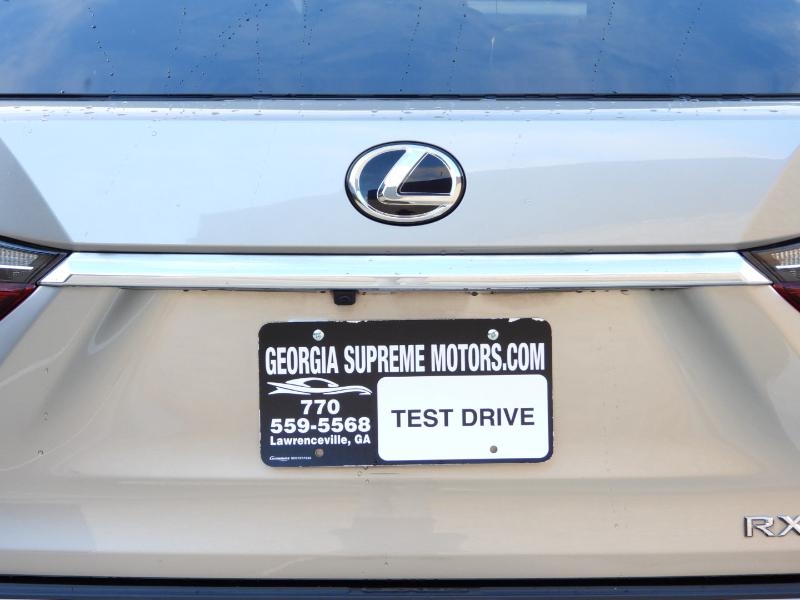 GEORGIA SUPREME MOTORS.COM
770
559-5568
Lawrenceville, GA
TEST DRIVE
RX